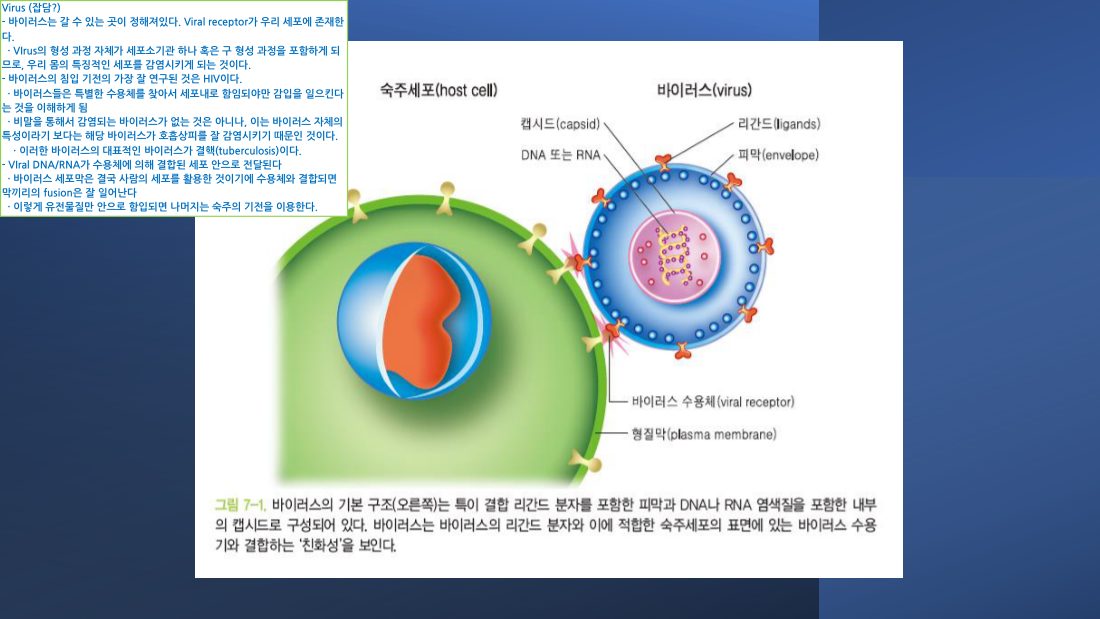 Virus (잡담?)
- 바이러스는 갈 수 있는 곳이 정해져있다. Viral receptor가 우리 세포에 존재한
다.
· VIrus의 형성 과정 자체가 세포소기관 하나 혹은 구 형성 과정을 포함하게 되
므로, 우리 몸의 특징적인 세포를 감염시키게 되는 것이다.
- 바이러스의 침입 기전의 가장 잘 연구된 것은 HIV이다.
· 바이러스들은 특별한 수용체를 찾아서 세포내로 함입되야만 감입을 일으킨다
는 것을 이해하게 됨
· 비말을 통해서 감염되는 바이러스가 없는 것은 아니나, 이는 바이러스 자체의
특성이라기 보다는 해당 바이러스가 호흡상피를 잘 감염시키기 때문인 것이다.
· 이러한 바이러스의 대표적인 바이러스가 결핵(tuberculosis)이다.
- VIral DNA/RNA가 수용체에 의해 결합된 세포 안으로 전달된다
· 바이러스 세포막은 결국 사람의 세포를 활용한 것이기에 수용체와 결합되면
막끼리의 fusion은 잘 일어난다
· 이렇게 유전물질만 안으로 함입되면 나머지는 숙주의 기전을 이용한다.
숙주세포(host cell)
바이러스(virus)
캡시드(capsid)
리간드(ligands)
DNA 또는 RNA
피막(envelope)
바이러스 수용체(viral receptor)
형질막(plasma membrane)
그림 7-1. 바이러스의 기본 구조(오른쪽)는 특이 결합 리간드 분자를 포함한 피막과 DNA나 RNA 염색질을 포함한 내부
의 캡시드로 구성되어 있다. 바이러스는 바이러스의 리간드 분자와 이에 적합한 숙주세포의 표면에 있는 바이러스 수용
기와 결합하는 '친화성'을 보인다.